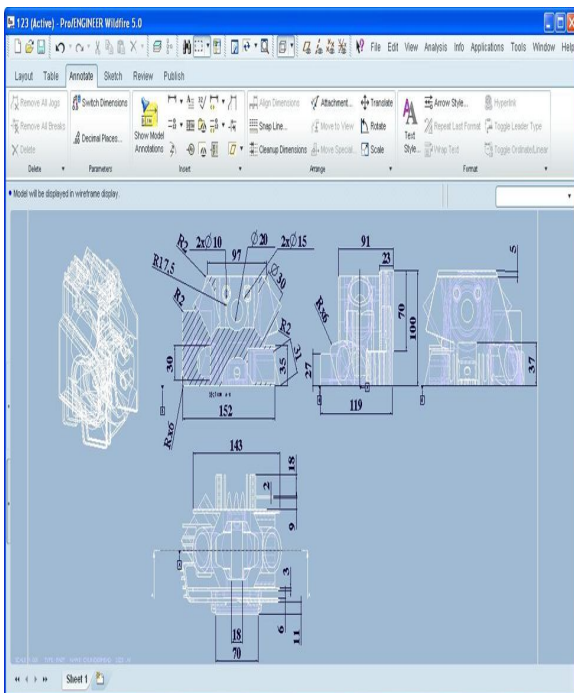 123 (Active) - Pro/ENGINEER Wildfire 5.0
File Edit View Analysis Info Applications Tools Window Help
Layout Table Annotate Sketch Review Publish
Remove All Jogs
Remove All Breaks
Delete
Delete
Switch Dimensions
Decimal Places...
Parameters
Show Model
Annotations
Insert
Align Dimensions
Snap Line...
Cleanup Dimensions
Attachment...
Move to View
Move Special...
Translate
Rotate
Scale
Arrange
Text
Style...
Arrow Style...
Repeat Last Format
Wrap Text
Hyperlink
Toggle Leader Type
Toggle Ordinate/Linear
Format
Model will be displayed in wireframe display.
R2 2xØ10 Ø20 2xØ15
97
R17.5
Ø30
R2
R2
30
35
31
152
Rx6
91
23
Rx6
70
100
27
119
5
37
143
18
2
9
3
6
11
18
70
Sheet 1